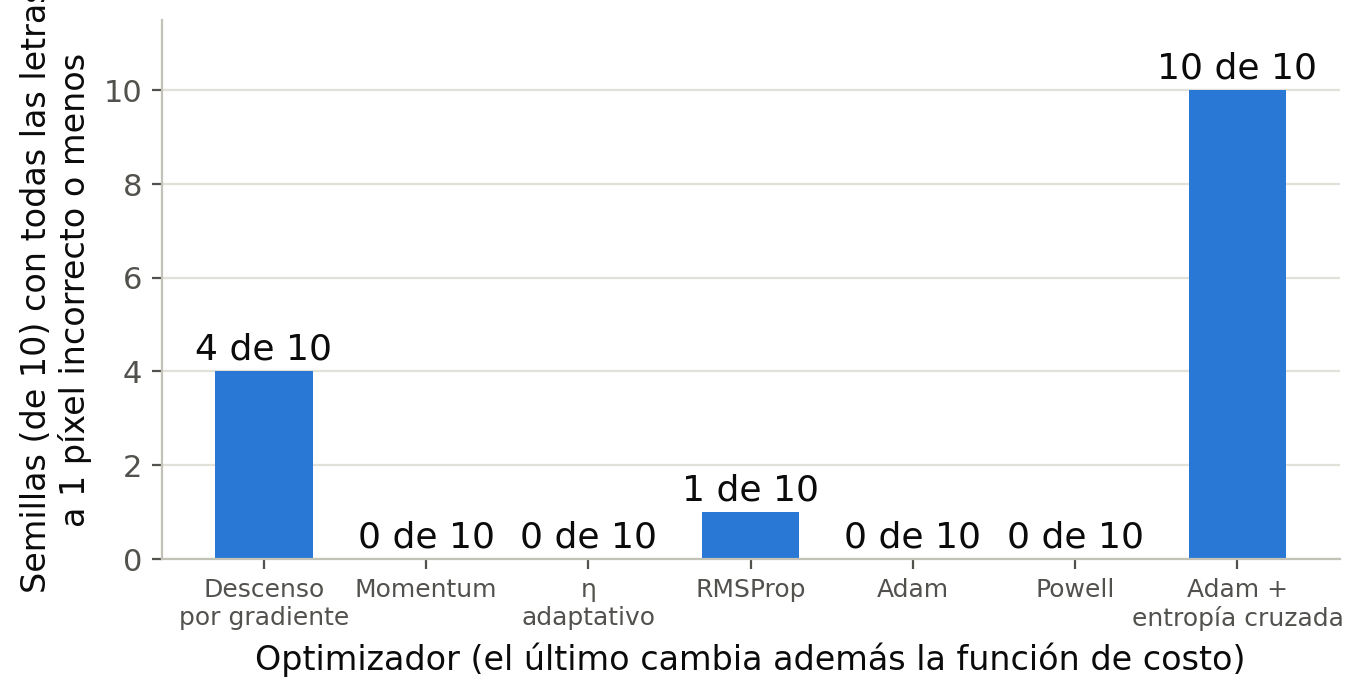 Semillas (de 10) con todas las letras
a 1 píxel incorrecto o menos
10
8
6
4
2
0
4 de 10
0 de 10
0 de 10
1 de 10
0 de 10
0 de 10
10 de 10
Descenso
por gradiente
Momentum
η
adaptativo
RMSProp
Adam
Powell
Adam +
entropía cruzada
Optimizador (el último cambia además la función de costo)